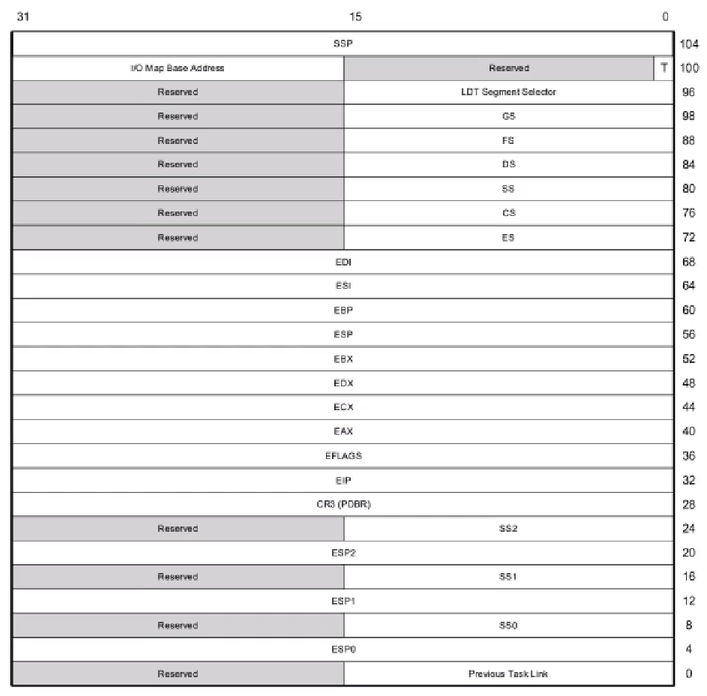 31 15 0
SSP 104
I/O Map Base Address Reserved T 100
Reserved LDT Segment Selector 96
Reserved GS 98
Reserved FS 88
Reserved DS 84
Reserved SS 80
Reserved CS 76
Reserved ES 72
EDI 68
ESI 64
EBP 60
ESP 56
EBX 52
EDX 48
ECX 44
EAX 40
EFLAGS 36
EIP 32
CR3 (PDBR) 28
Reserved SS2 24
ESP2 20
Reserved SS1 16
ESP1 12
Reserved SS0 8
ESP0 4
Reserved Previous Task Link 0